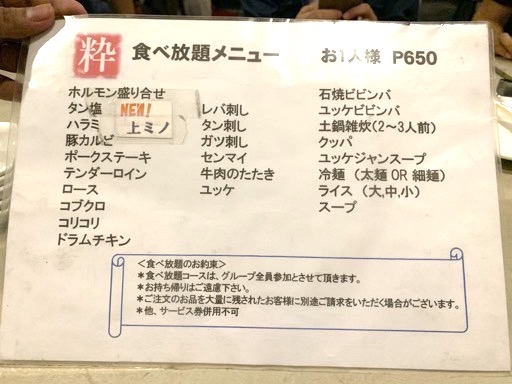 粋 食べ放題メニュー お1人様 P650
ホルモン盛り合せ
タン塩
ハラミ
豚カルビ
ポークステーキ
テンダーロイン
ロース
コブクロ
コリコリ
ドラムチキン
NEW!
上ミノ
レバ刺し
タン刺し
ガツ刺し
センマイ
牛肉のたたき
ユッケ
石焼ビビンバ
ユッケビビンバ
土鍋雑炊(2~3人前)
クッパ
ユッケジャンスープ
冷麺 (太麺 OR 細麺)
ライス (大,中,小)
スープ
<食べ放題のお約束>
*食べ放題コースは、グループ全員参加とさせて頂きます。
*お持ち帰りはご遠慮下さい。
*ご注文のお品を大量に残されたお客様に別途ご請求をいただく場合がございます。
*他、サービス券併用不可